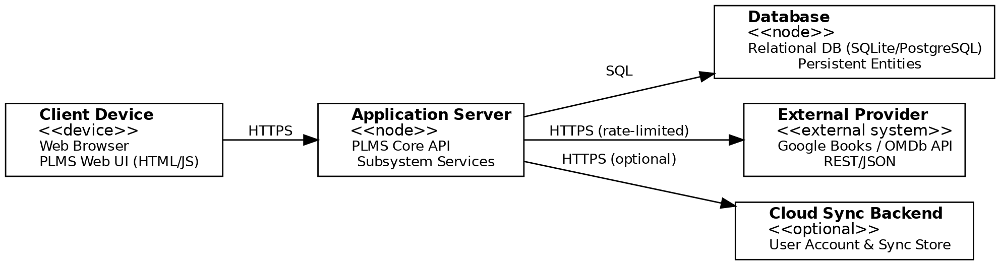 Client Device
<<device>>
Web Browser
PLMS Web UI (HTML/JS)
HTTPS
Application Server
<<node>>
PLMS Core API
Subsystem Services
SQL
HTTPS (rate-limited)
HTTPS (optional)
Database
<<node>>
Relational DB (SQLite/PostgreSQL)
Persistent Entities
External Provider
<<external system>>
Google Books / OMDb API
REST/JSON
Cloud Sync Backend
<<optional>>
User Account & Sync Store